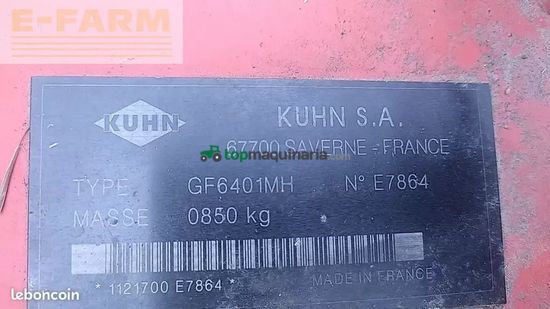 E-FARM
KUHN
KUHN S.A.
67700 SAVERNE - FRANCE
topmaquinaria.com
TYPE GF6401MH N° E7864
MASSE 0850 kg
* 1121700 E7864 *
MADE IN FRANCE
leboncoin